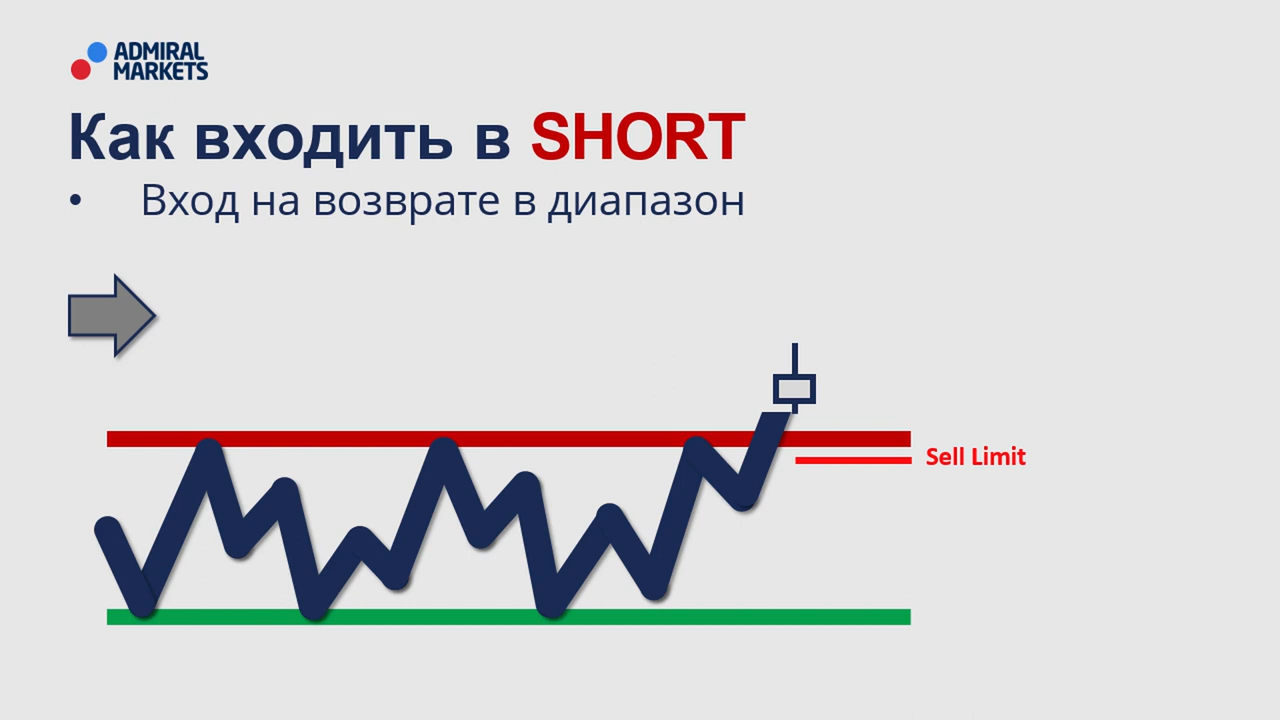 ADMIRAL
MARKETS
Как входить в SHORT
• Вход на возврате в диапазон
Sell Limit